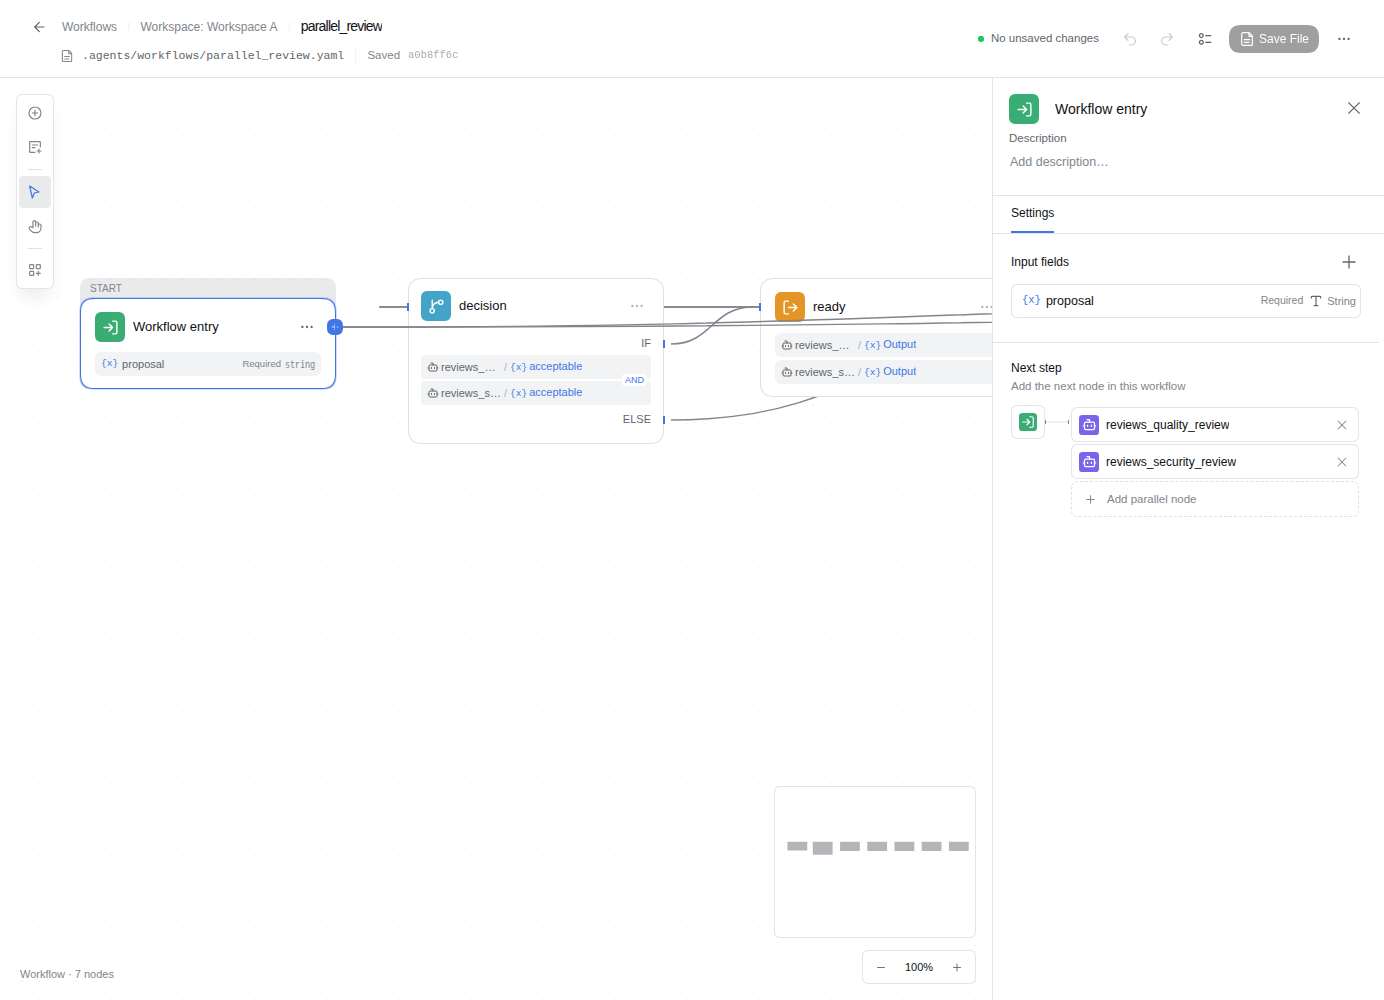 Workflows / Workspace: Workspace A / parallel_review
.agents/workflows/parallel_review.yaml Saved a0b8ff6c
No unsaved changes
Save File
START
Workflow entry
{x} proposal Required string
decision
IF
reviews_… / {x} acceptable
AND
reviews_s… / {x} acceptable
ELSE
ready
reviews_… / {x} Output
reviews_s… / {x} Output
Workflow · 7 nodes
100%
Workflow entry
Description
Add description…
Settings
Input fields
{x} proposal Required String
Next step
Add the next node in this workflow
reviews_quality_review
reviews_security_review
Add parallel node